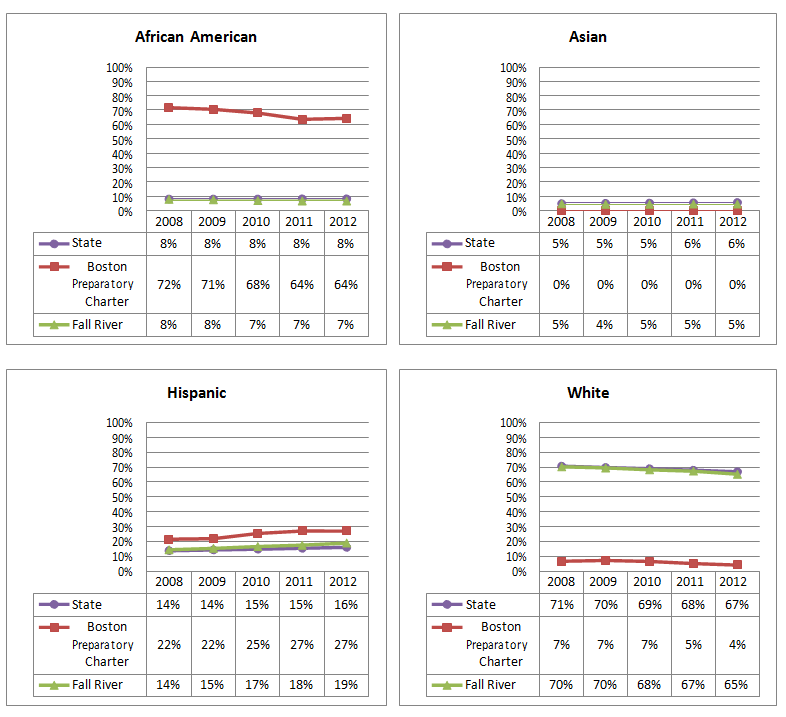 African American
100%
90%
80%
70%
60%
50%
40%
30%
20%
10%
0%
2008 2009 2010 2011 2012
State 8% 8% 8% 8% 8%
Boston
Preparatory 72% 71% 68% 64% 64%
Charter
Fall River 8% 8% 7% 7% 7%
Asian
100%
90%
80%
70%
60%
50%
40%
30%
20%
10%
0%
2008 2009 2010 2011 2012
State 5% 5% 5% 6% 6%
Boston
Preparatory 0% 0% 0% 0% 0%
Charter
Fall River 5% 4% 5% 5% 5%
Hispanic
100%
90%
80%
70%
60%
50%
40%
30%
20%
10%
0%
2008 2009 2010 2011 2012
State 14% 14% 15% 15% 16%
Boston
Preparatory 22% 22% 25% 27% 27%
Charter
Fall River 14% 15% 17% 18% 19%
White
100%
90%
80%
70%
60%
50%
40%
30%
20%
10%
0%
2008 2009 2010 2011 2012
State 71% 70% 69% 68% 67%
Boston
Preparatory 7% 7% 7% 5% 4%
Charter
Fall River 70% 70% 68% 67% 65%